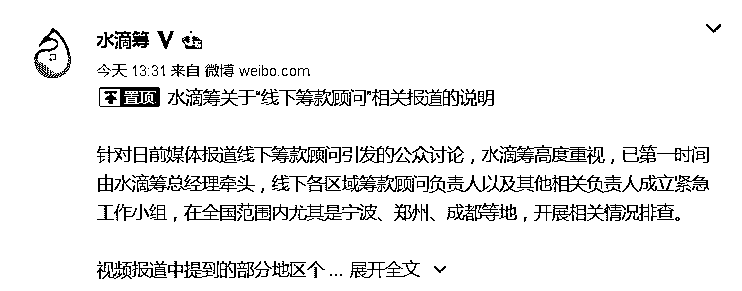 水滴筹 V
今天 13:31 来自 微博 weibo.com
置顶 水滴筹关于“线下筹款顾问”相关报道的说明
针对日前媒体报道线下筹款顾问引发的公众讨论，水滴筹高度重视，已第一时间
由水滴筹总经理牵头，线下各区域筹款顾问负责人以及其他相关负责人成立紧急
工作小组，在全国范围内尤其是宁波、郑州、成都等地，开展相关情况排查。
视频报道中提到的部分地区个 ... 展开全文